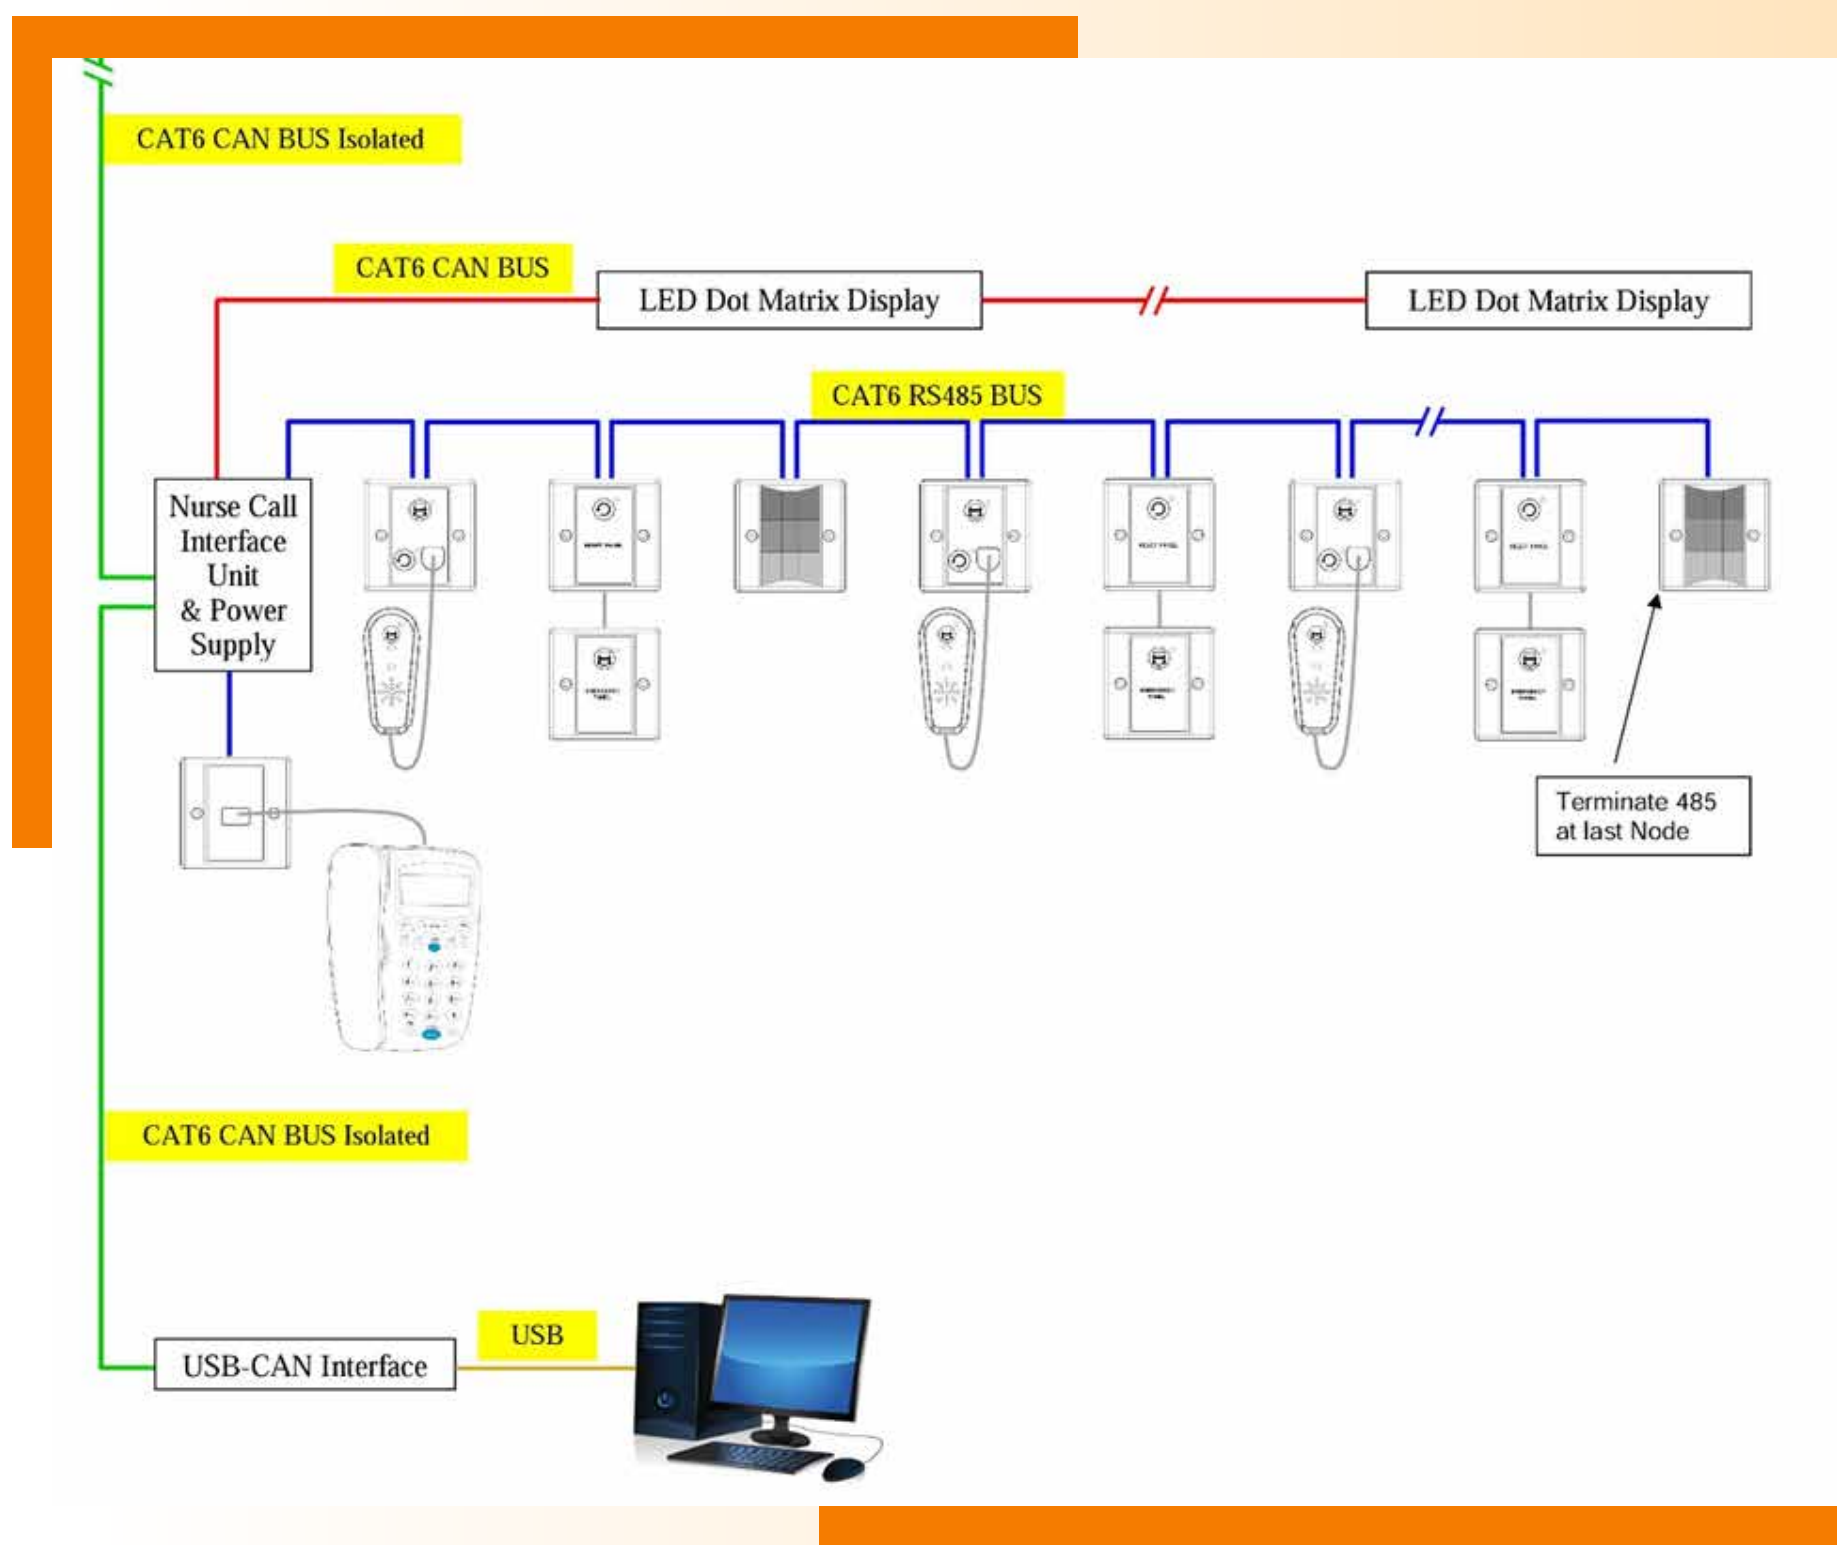 CAT6 CAN BUS Isolated
CAT6 CAN BUS
LED Dot Matrix Display
LED Dot Matrix Display
CAT6 RS485 BUS
Nurse Call
Interface
Unit
& Power
Supply
Terminate 485
at last Node
CAT6 CAN BUS Isolated
USB
USB-CAN Interface